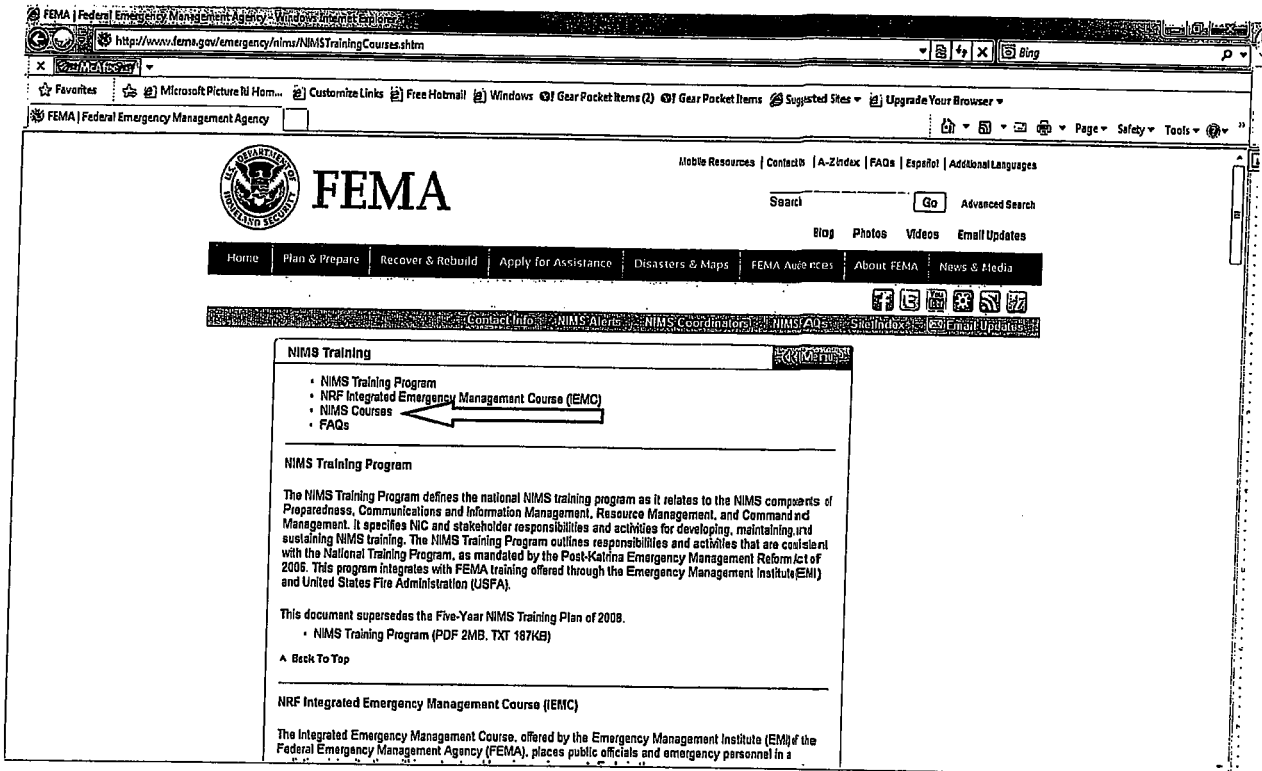 FEMA | Federal Emergency Management Agency - Windows Internet Explorer
http://www.fema.gov/emergency/nims/NIMSTrainingCourses.shtm
Bing
x
Favorites Microsoft Picture It! Hom... Customize Links Free Hotmail Windows O! Gear Pocket Items (2) O! Gear Pocket Items Suggested Sites Upgrade Your Browser
FEMA | Federal Emergency Management Agency
Page Safety Tools
U.S. DEPARTMENT OF HOMELAND SECURITY
FEMA
Mobile Resources | Contact Us | A-Z Index | FAQs | Español | Additional Languages
Search Go Advanced Search
Blog Photos Videos Email Updates
Home Plan & Prepare Recover & Rebuild Apply for Assistance Disasters & Maps FEMA Audiences About FEMA News & Media
Contact Info NIMS Alerts NIMS Coordinators NIMS FAQs Site Index Email Updates
NIMS Training
Menu
• NIMS Training Program
• NRF Integrated Emergency Management Course (IEMC)
• NIMS Courses
• FAQs
NIMS Training Program
The NIMS Training Program defines the national NIMS training program as it relates to the NIMS components of
Preparedness, Communications and Information Management, Resource Management, and Command and
Management. It specifies NIC and stakeholder responsibilities and activities for developing, maintaining, and
sustaining NIMS training. The NIMS Training Program outlines responsibilities and activities that are consistent
with the National Training Program, as mandated by the Post-Katrina Emergency Management Reform Act of
2006. This program integrates with FEMA training offered through the Emergency Management Institute (EMI)
and United States Fire Administration (USFA).
This document supersedes the Five-Year NIMS Training Plan of 2008.
• NIMS Training Program (PDF 2MB, TXT 187KB)
^ Back To Top
NRF Integrated Emergency Management Course (IEMC)
The Integrated Emergency Management Course, offered by the Emergency Management Institute (EMI) of the
Federal Emergency Management Agency (FEMA), places public officials and emergency personnel in a